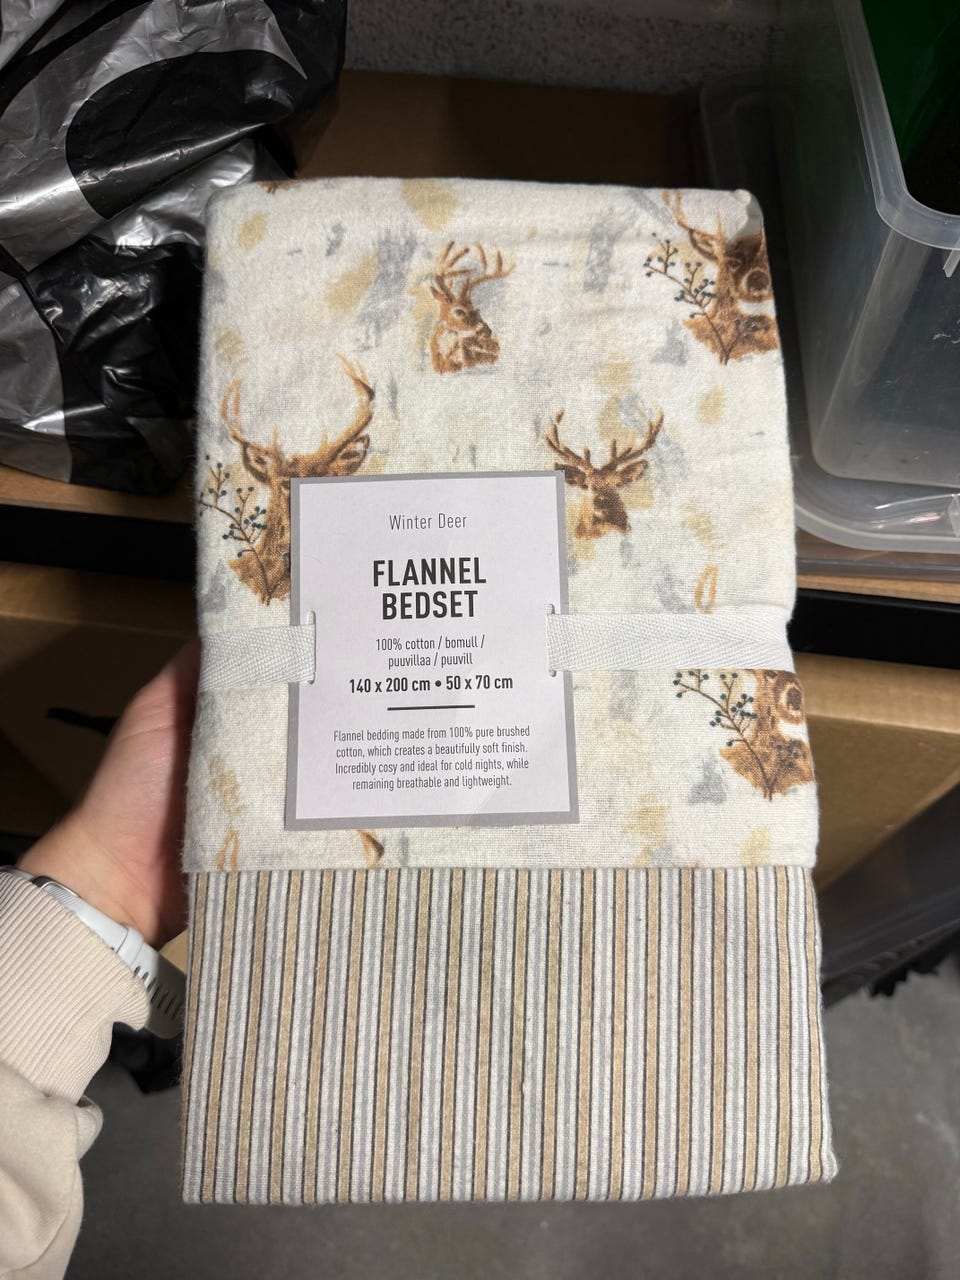 Winter Deer
FLANNEL
BEDSET
100% cotton / bomull /
puuvillaa / puuvill
140 x 200 cm • 50 x 70 cm
Flannel bedding made from 100% pure brushed
cotton, which creates a beautifully soft finish.
Incredibly cosy and ideal for cold nights, while
remaining breathable and lightweight.